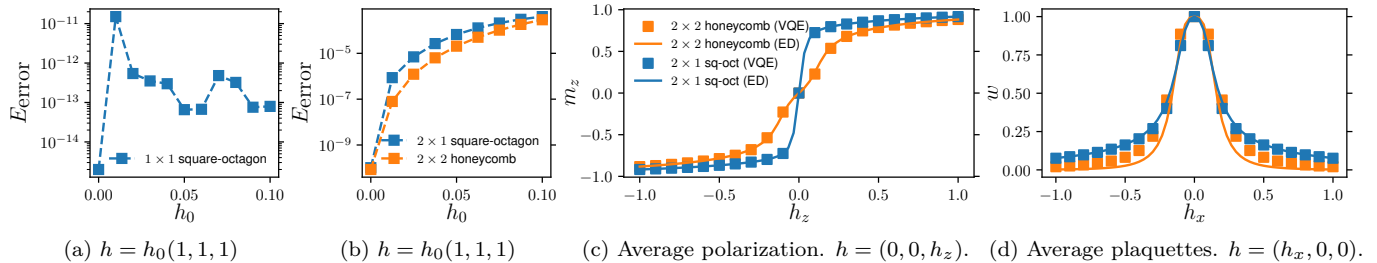 10⁻¹¹
10⁻¹²
10⁻¹³
10⁻¹⁴
E_error
1 × 1 square-octagon
0.00 0.05 0.10
h₀
(a) h = h₀(1, 1, 1)
10⁻⁵
10⁻⁷
10⁻⁹
E_error
2 × 1 square-octagon
2 × 2 honeycomb
0.00 0.05 0.10
h₀
(b) h = h₀(1, 1, 1)
1.0
0.5
0.0
−0.5
−1.0
m_z
2 × 2 honeycomb (VQE)
2 × 2 honeycomb (ED)
2 × 1 sq-oct (VQE)
2 × 1 sq-oct (ED)
−1.0 −0.5 0.0 0.5 1.0
h_z
(c) Average polarization. h = (0, 0, h_z).
1.00
0.75
0.50
0.25
0.00
w
−1.0 −0.5 0.0 0.5 1.0
h_x
(d) Average plaquettes. h = (h_x, 0, 0).